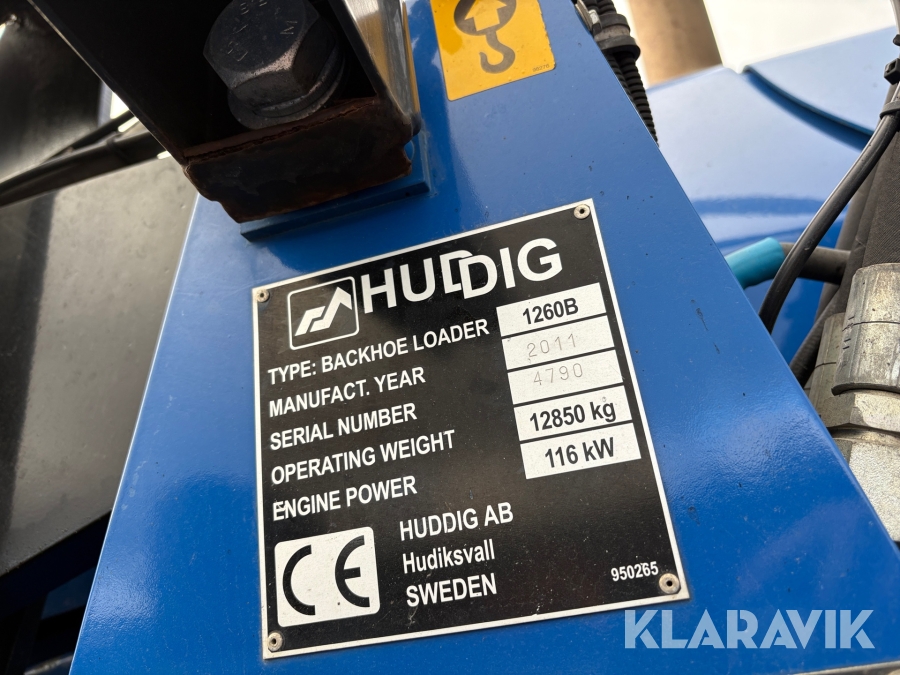 HUDDIG
TYPE: BACKHOE LOADER 1260B
MANUFACT. YEAR 2011
SERIAL NUMBER 4790
OPERATING WEIGHT 12850 kg
ENGINE POWER 116 kW
CE
HUDDIG AB
Hudiksvall
SWEDEN
950265
KLARAVIK